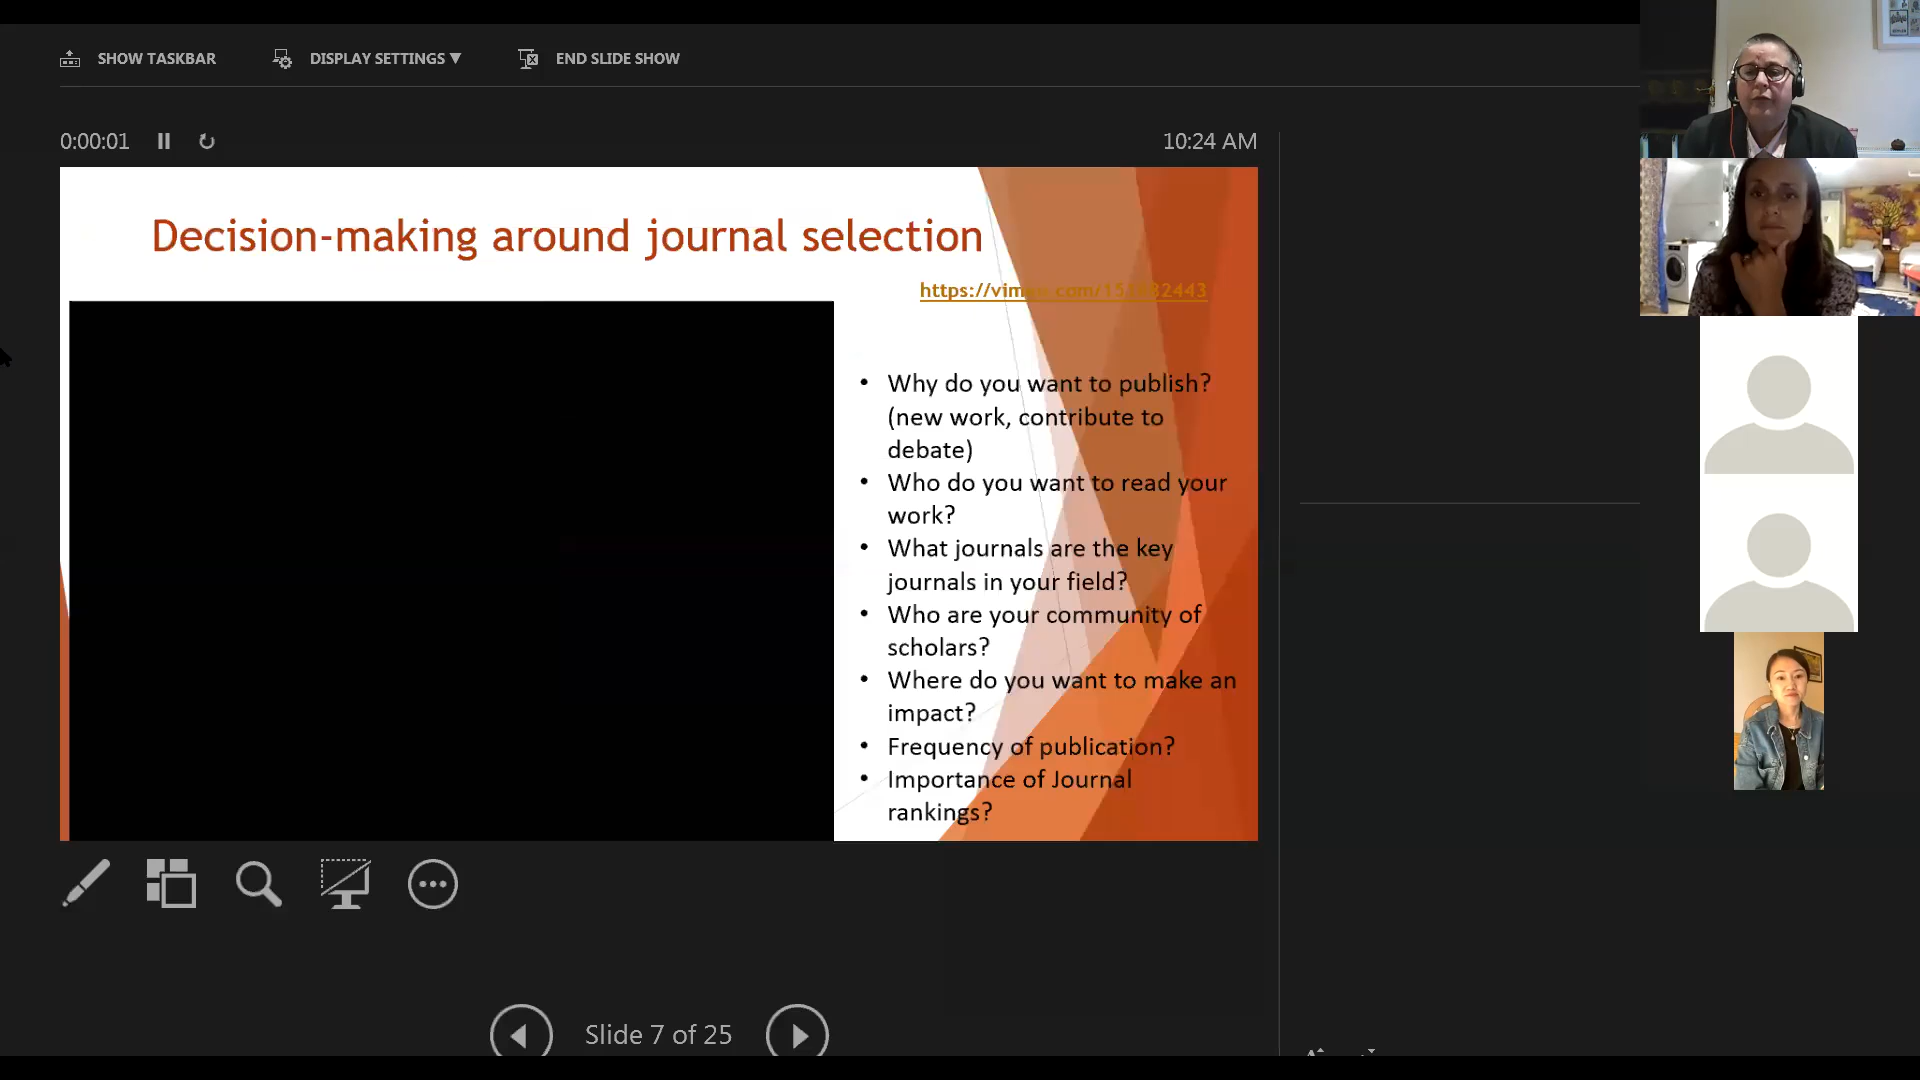 SHOW TASKBAR
DISPLAY SETTINGS ▼
END SLIDE SHOW
0:00:01
10:24 AM
Decision-making around journal selection
• Why do you want to publish?
(new work, contribute to
debate)
• Who do you want to read your
work?
• What journals are the key
journals in your field?
• Who are your community of
scholars?
• Where do you want to make an
impact?
• Frequency of publication?
• Importance of Journal
rankings?
Slide 7 of 25